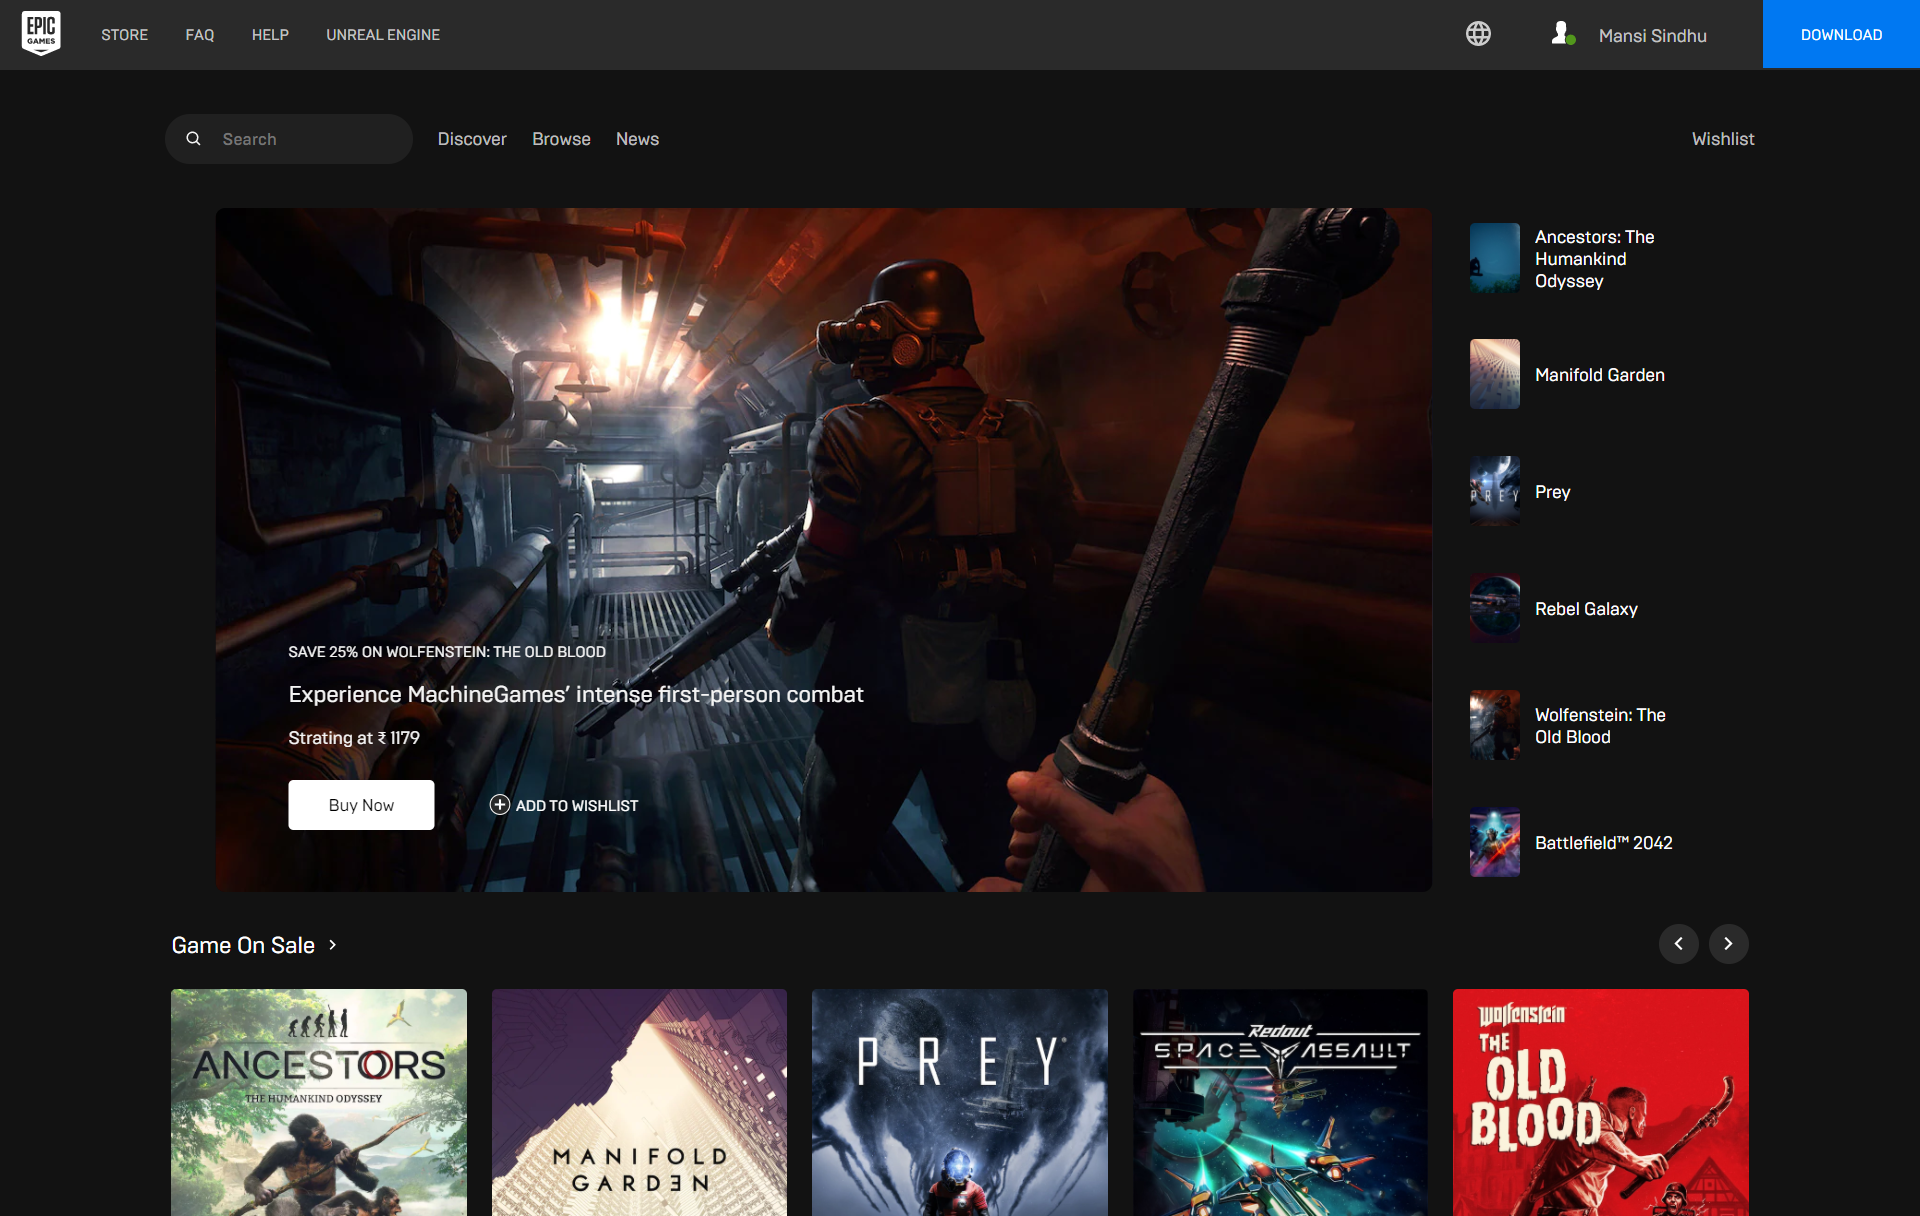 EPIC
GAMES
STORE
FAQ
HELP
UNREAL ENGINE
Mansi Sindhu
DOWNLOAD
Search
Discover
Browse
News
Wishlist
SAVE 25% ON WOLFENSTEIN: THE OLD BLOOD
Experience MachineGames’ intense first-person combat
Strating at ₹ 1179
Buy Now
ADD TO WISHLIST
Ancestors: The
Humankind
Odyssey
Manifold Garden
PREY
Prey
Rebel Galaxy
Wolfenstein: The
Old Blood
Battlefield™ 2042
Game On Sale
ANCESTORS
THE HUMANKIND ODYSSEY
MANIFOLD
GARDEN
PREY
Redout
SPACE ASSAULT
Wolfenstein
THE
OLD
BLOOD